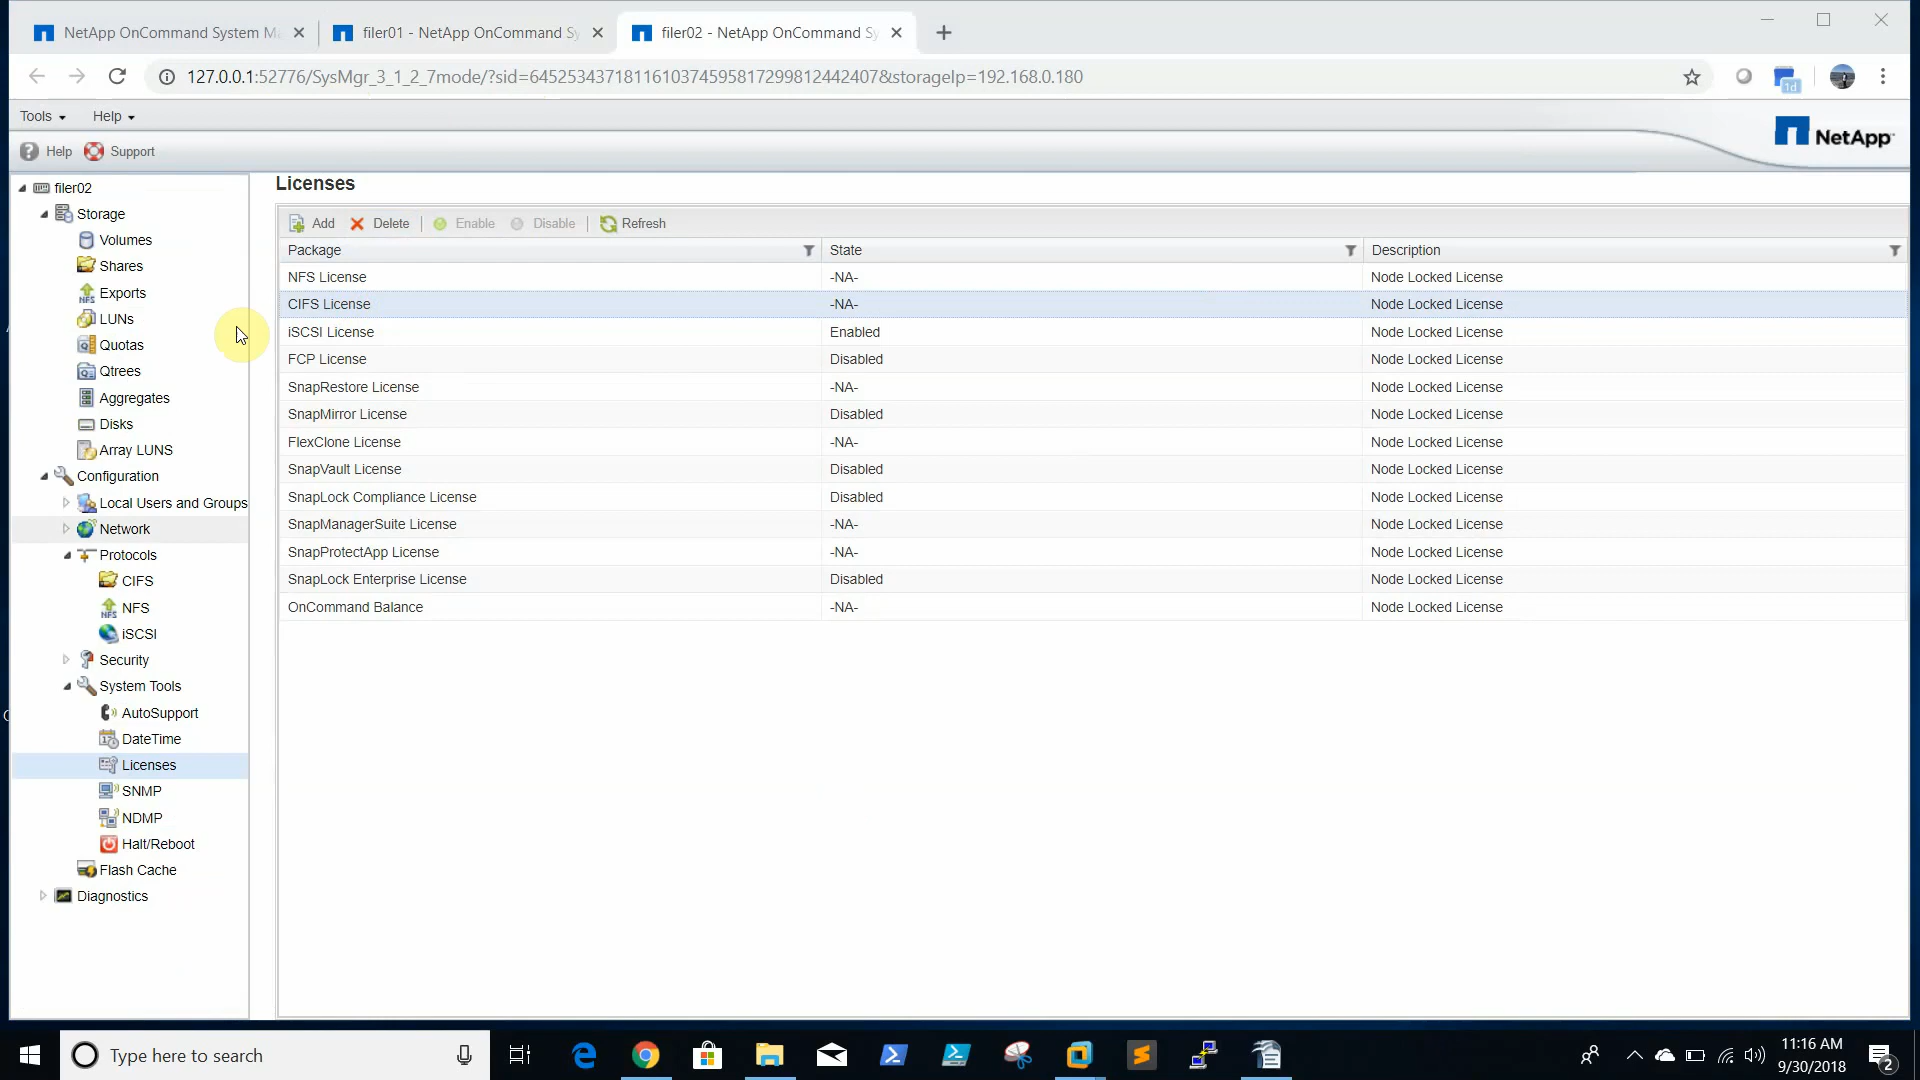 NetApp OnCommand System Ma
filer01 - NetApp OnCommand Sy
filer02 - NetApp OnCommand Sy
127.0.0.1:52776/SysMgr_3_1_2_7mode/?sid=6452534371811610374595817299812442407&storageIp=192.168.0.180
1d
Tools
Help
NetApp
Help
Support
filer02
Storage
Volumes
Shares
Exports
LUNs
Quotas
Qtrees
Aggregates
Disks
Array LUNS
Configuration
Local Users and Groups
Network
Protocols
CIFS
NFS
iSCSI
Security
System Tools
AutoSupport
DateTime
Licenses
SNMP
NDMP
Halt/Reboot
Flash Cache
Diagnostics
Licenses
Add Delete Enable Disable Refresh
Package State Description
NFS License -NA- Node Locked License
CIFS License -NA- Node Locked License
iSCSI License Enabled Node Locked License
FCP License Disabled Node Locked License
SnapRestore License -NA- Node Locked License
SnapMirror License Disabled Node Locked License
FlexClone License -NA- Node Locked License
SnapVault License Disabled Node Locked License
SnapLock Compliance License Disabled Node Locked License
SnapManagerSuite License -NA- Node Locked License
SnapProtectApp License -NA- Node Locked License
SnapLock Enterprise License Disabled Node Locked License
OnCommand Balance -NA- Node Locked License
Type here to search
11:16 AM
9/30/2018
2